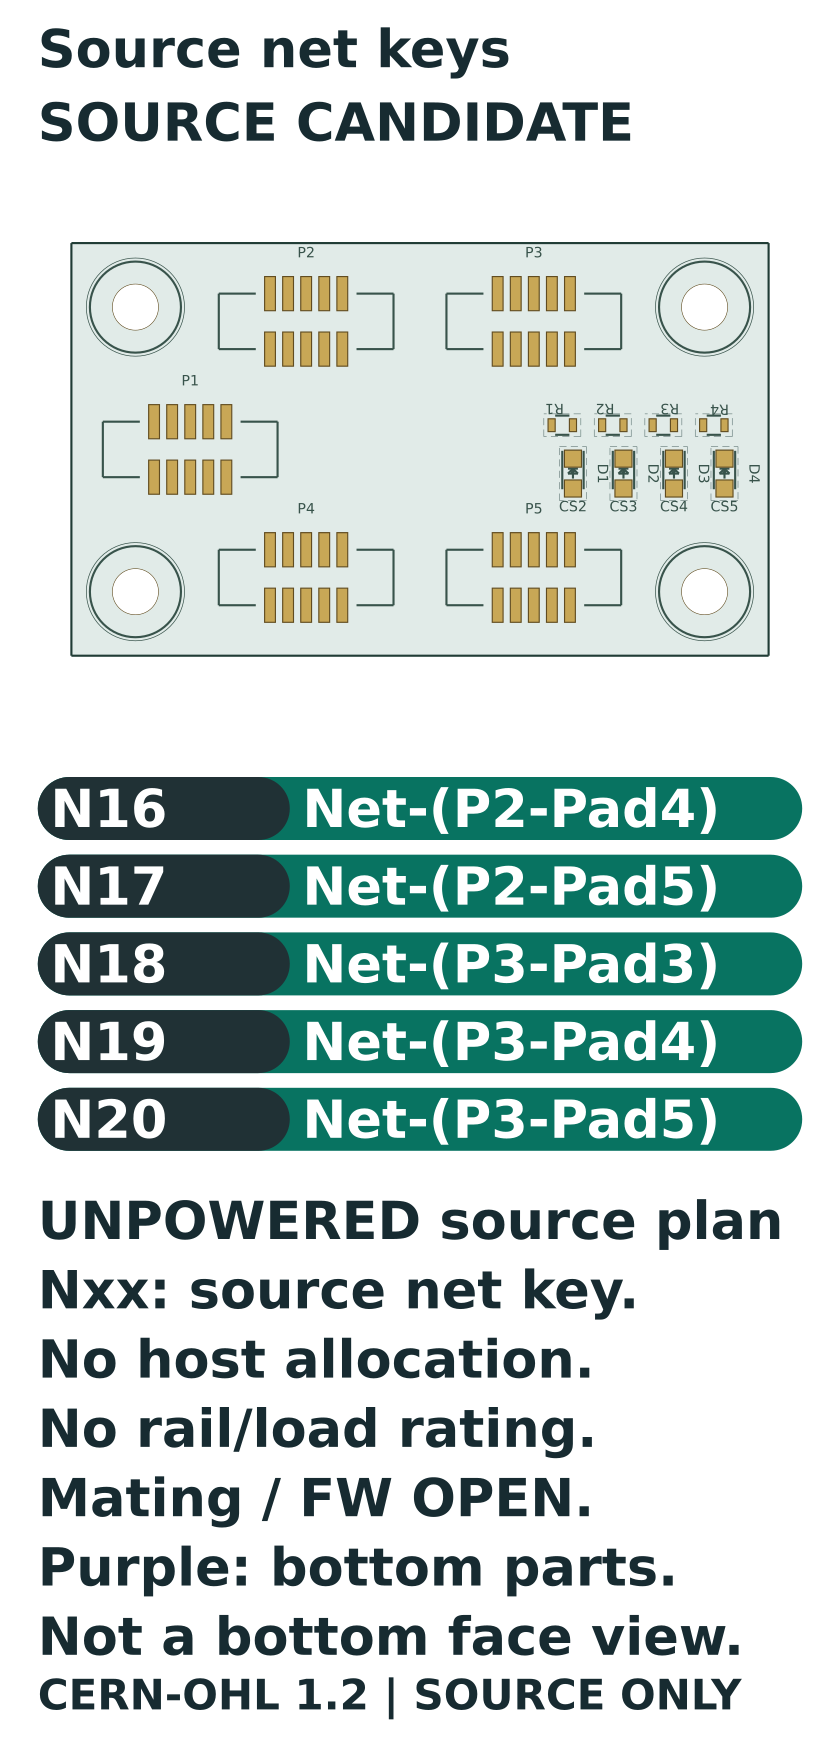 Source net keys
SOURCE CANDIDATE
P2 P3
P1
R1 R2 R3 R4
D1 D2 D3 D4
P4 P5 CS2 CS3 CS4 CS5
N16 Net-(P2-Pad4)
N17 Net-(P2-Pad5)
N18 Net-(P3-Pad3)
N19 Net-(P3-Pad4)
N20 Net-(P3-Pad5)
UNPOWERED source plan
Nxx: source net key.
No host allocation.
No rail/load rating.
Mating / FW OPEN.
Purple: bottom parts.
Not a bottom face view.
CERN-OHL 1.2 | SOURCE ONLY